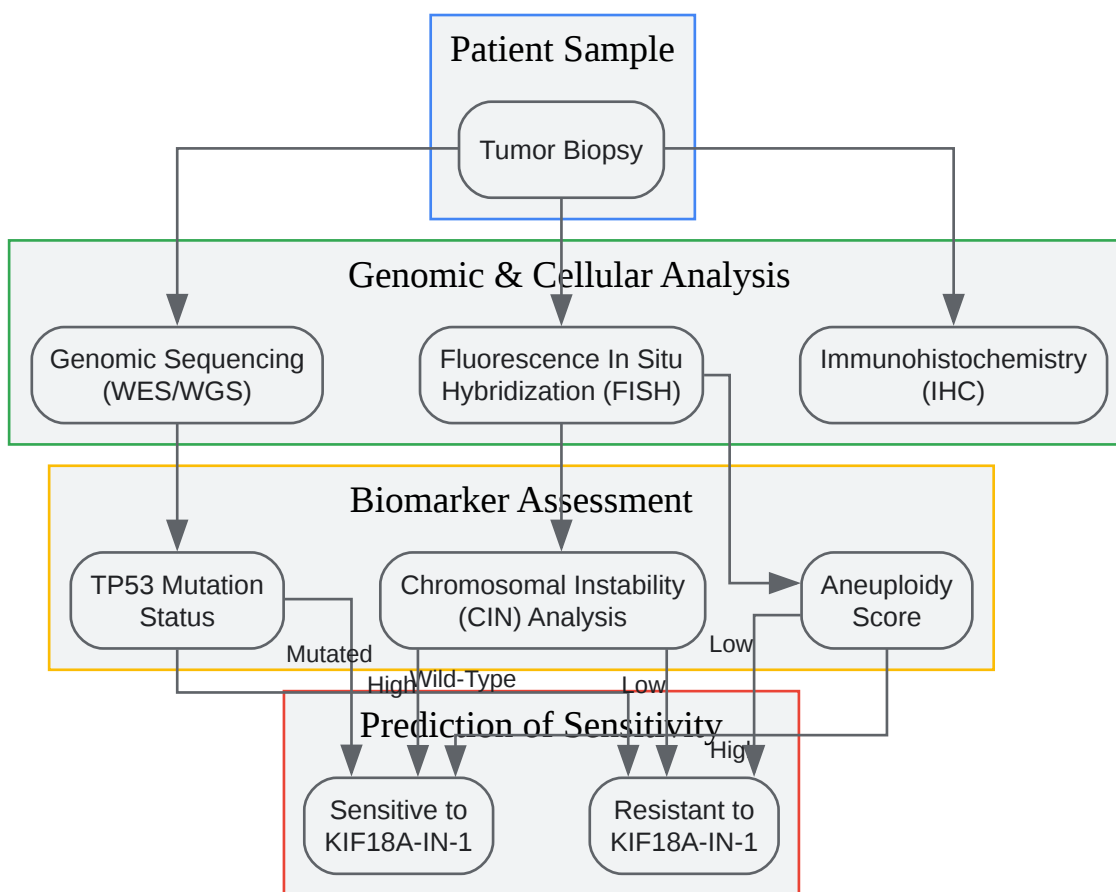 Patient Sample
Tumor Biopsy
Genomic & Cellular Analysis
Genomic Sequencing
(WES/WGS)
Fluorescence In Situ
Hybridization (FISH)
Immunohistochemistry
(IHC)
Biomarker Assessment
TP53 Mutation
Status
Chromosomal Instability
(CIN) Analysis
Aneuploidy
Score
Mutated
High
Wild-Type
Low
Low
High
Prediction of Sensitivity
Sensitive to
KIF18A-IN-1
Resistant to
KIF18A-IN-1